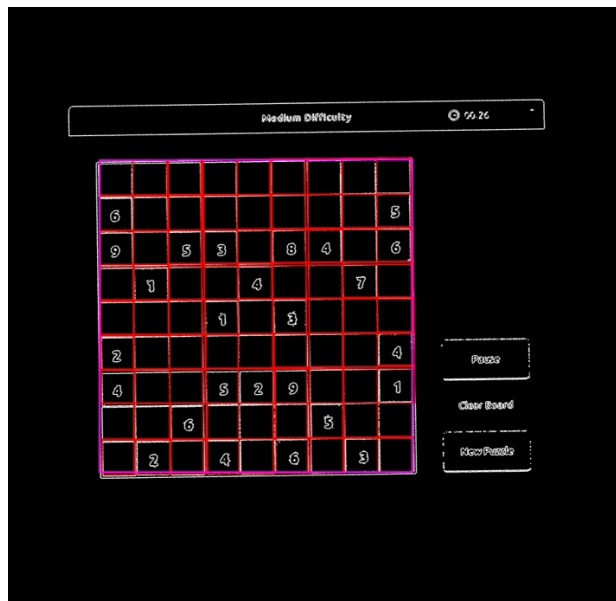 Medium Difficulty 00:26
6 5
9 5 3 8 4 6
1 4 7
1 3
2 4
Pause
4 5 2 9 1
Clear Board
6 5
New Puzzle
2 4 6 3